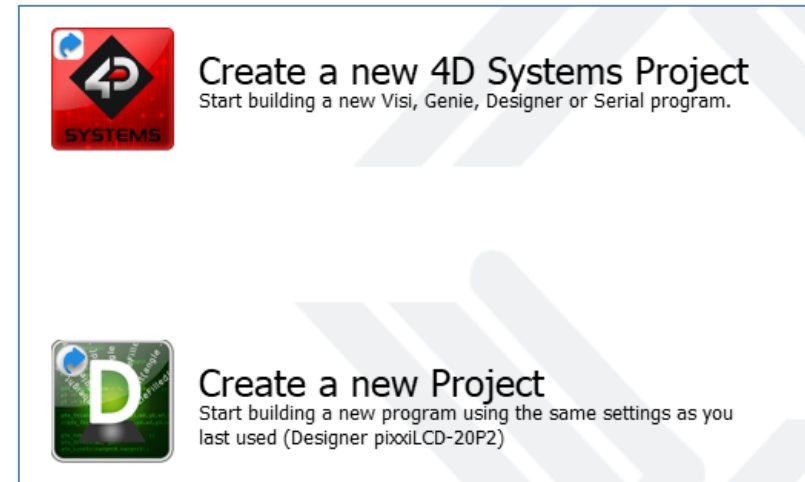 4D
SYSTEMS
Create a new 4D Systems Project
Start building a new Visi, Genie, Designer or Serial program.
D
Create a new Project
Start building a new program using the same settings as you
last used (Designer pixxiLCD-20P2)